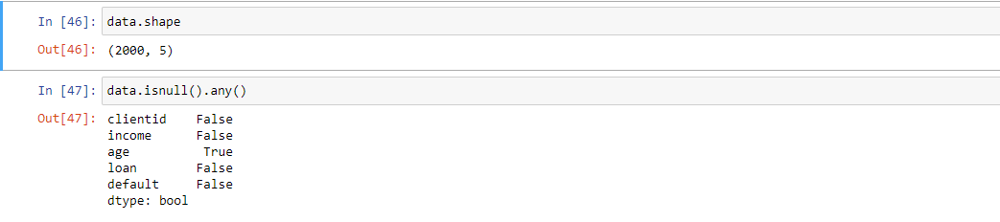 In [46]: data.shape
Out[46]: (2000, 5)
In [47]: data.isnull().any()
Out[47]: clientid    False
income      False
age          True
loan        False
default     False
dtype: bool